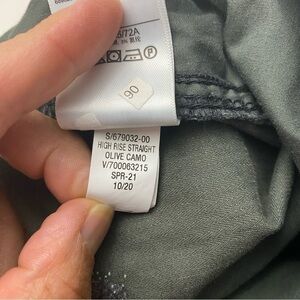 /72A
90
S/679032-00
HIGH RISE STRAIGHT
OLIVE CAMO
V/700063215
SPR-21
10/20